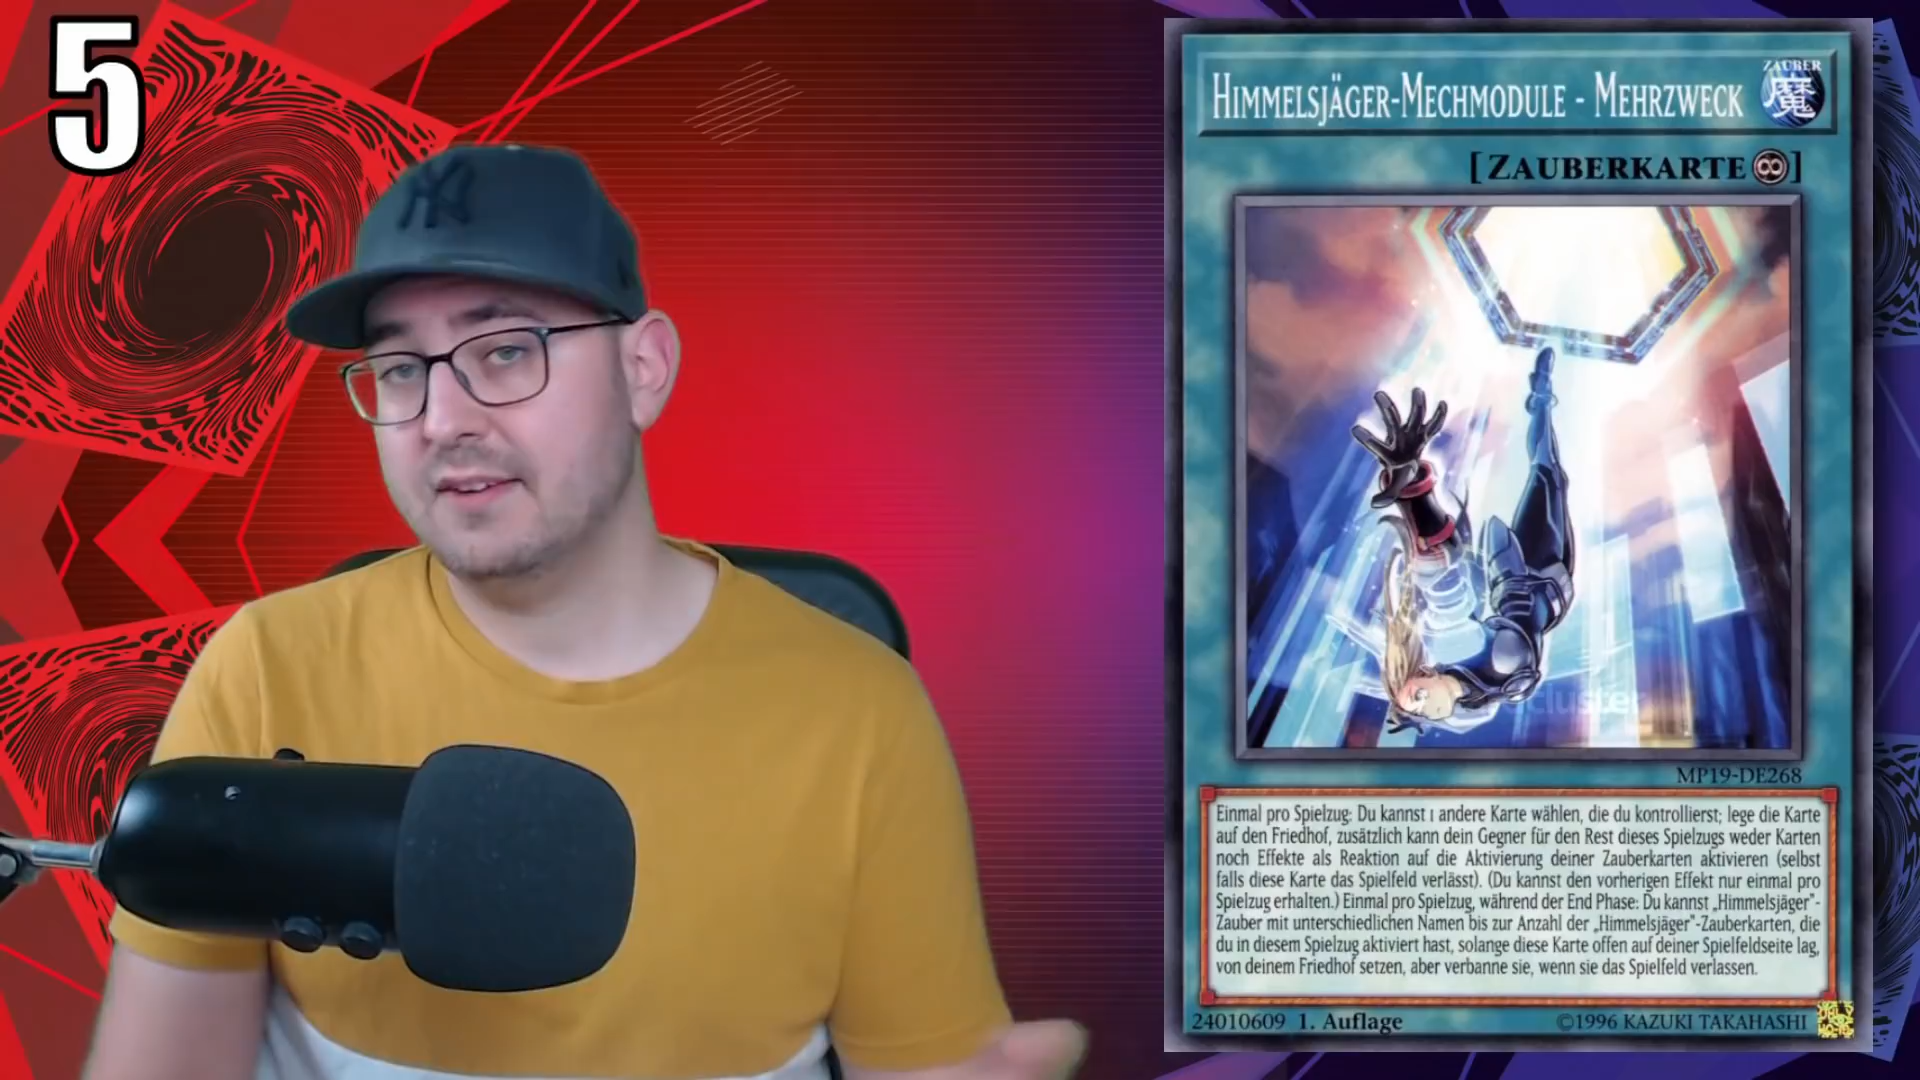 5
NY
HIMMELSJÄGER-MECHMODULE - MEHRZWECK
ZAUBER
魔
[ZAUBERKARTE]
cluster
MP19-DE268
Einmal pro Spielzug: Du kannst 1 andere Karte wählen, die du kontrollierst; lege die Karte
auf den Friedhof, zusätzlich kann dein Gegner für den Rest dieses Spielzugs weder Karten
noch Effekte als Reaktion auf die Aktivierung deiner Zauberkarten aktivieren (selbst
falls diese Karte das Spielfeld verlässt). (Du kannst den vorherigen Effekt nur einmal pro
Spielzug erhalten.) Einmal pro Spielzug, während der End Phase: Du kannst „Himmelsjäger"-
Zauber mit unterschiedlichen Namen bis zur Anzahl der „Himmelsjäger"-Zauberkarten, die
du in diesem Spielzug aktiviert hast, solange diese Karte offen auf deiner Spielfeldseite lag,
von deinem Friedhof setzen, aber verbanne sie, wenn sie das Spielfeld verlassen.
24010609 1. Auflage
©1996 KAZUKI TAKAHASHI